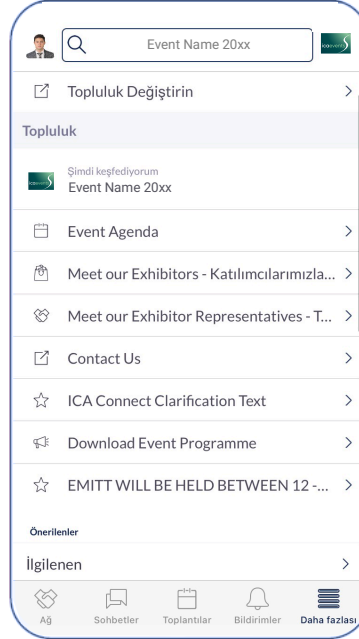 Event Name 20xx
icaevents
Topluluk Değiştirin
Topluluk
Şimdi keşfediyorum
Event Name 20xx
Event Agenda
Meet our Exhibitors - Katılımcılarımızla...
Meet our Exhibitor Representatives - T...
Contact Us
ICA Connect Clarification Text
Download Event Programme
EMITT WILL BE HELD BETWEEN 12 -...
Önerilenler
İlgilenen
Ağ Sohbetler Toplantılar Bildirimler Daha fazlası